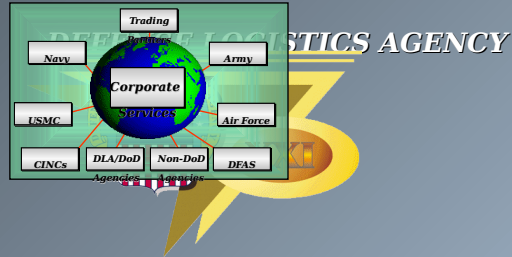 DEFENSE LOGISTICS AGENCY
Trading
Partners
Navy
Army
Corporate
Services
USMC
Air Force
CINCs
DLA/DoD
Agencies
Non-DoD
Agencies
DFAS
XI